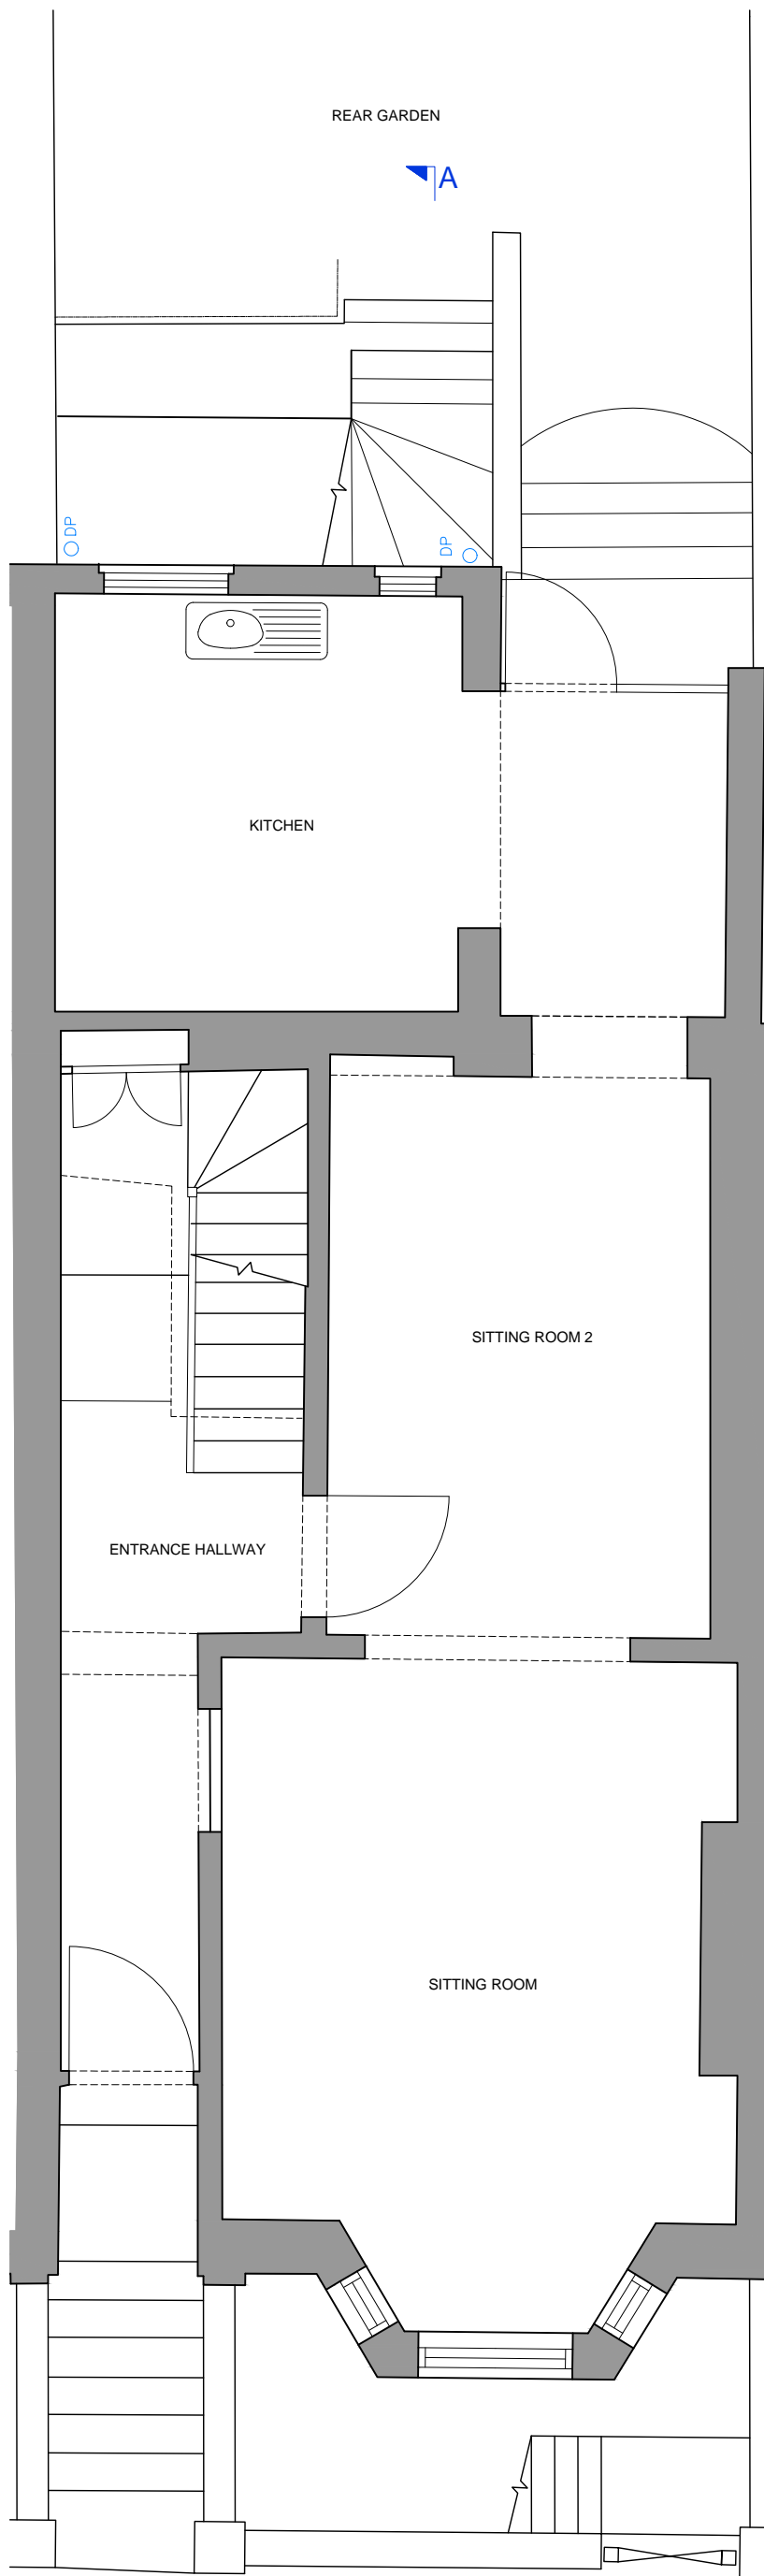 REAR GARDEN
A
DP
DP
KITCHEN
SITTING ROOM 2
ENTRANCE HALLWAY
SITTING ROOM